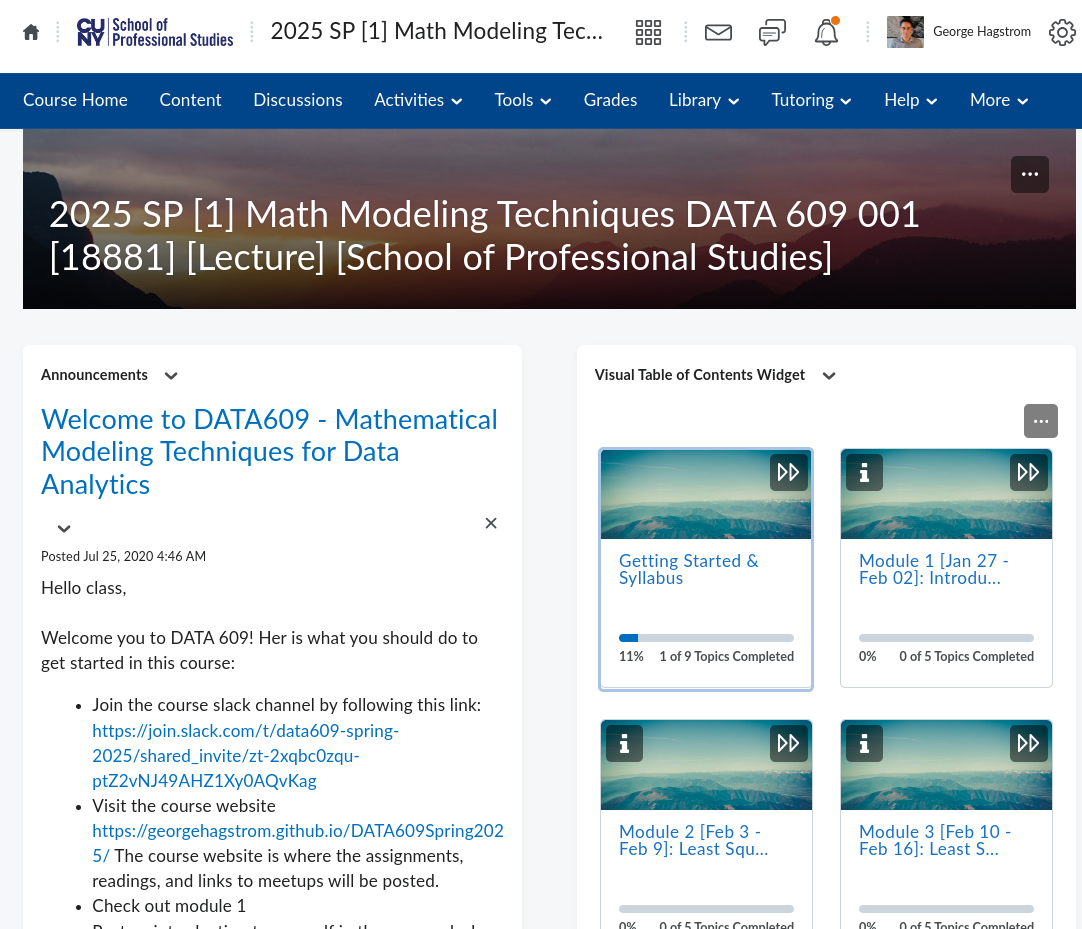 CUNY School of Professional Studies
2025 SP [1] Math Modeling Tec...
George Hagstrom
Course Home Content Discussions Activities Tools Grades Library Tutoring Help More
2025 SP [1] Math Modeling Techniques DATA 609 001
[18881] [Lecture] [School of Professional Studies]
Announcements
Welcome to DATA609 - Mathematical
Modeling Techniques for Data
Analytics
Posted Jul 25, 2020 4:46 AM
Hello class,
Welcome you to DATA 609! Her is what you should do to
get started in this course:
Join the course slack channel by following this link:
https://join.slack.com/t/data609-spring-
2025/shared_invite/zt-2xqbc0zqu-
ptZ2vNJ49AHZ1Xy0AQvKag
Visit the course website
https://georgehagstrom.github.io/DATA609Spring202
5/ The course website is where the assignments,
readings, and links to meetups will be posted.
Check out module 1
Visual Table of Contents Widget
Getting Started &
Syllabus
11% 1 of 9 Topics Completed
Module 1 [Jan 27 -
Feb 02]: Introdu...
0% 0 of 5 Topics Completed
Module 2 [Feb 3 -
Feb 9]: Least Squ...
0% 0 of 5 Topics Completed
Module 3 [Feb 10 -
Feb 16]: Least S...
0% 0 of 5 Topics Completed